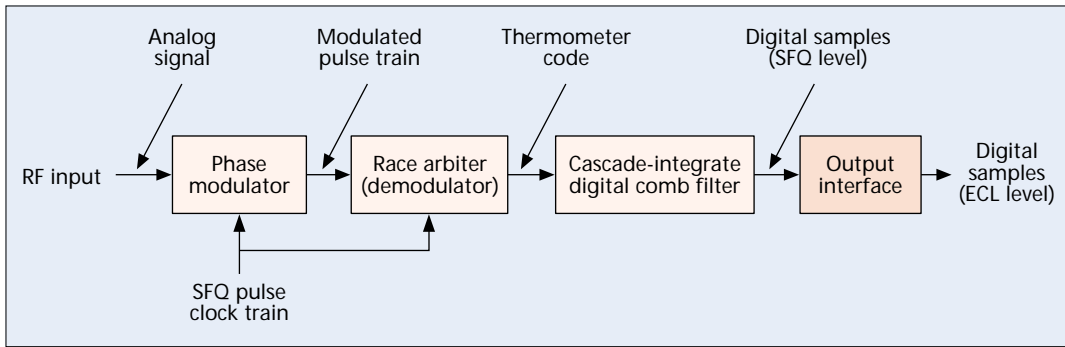 Analog
signal
Modulated
pulse train
Thermometer
code
Digital samples
(SFQ level)
RF input
Phase
modulator
Race arbiter
(demodulator)
Cascade-integrate
digital comb filter
Output
interface
Digital
samples
(ECL level)
SFQ pulse
clock train